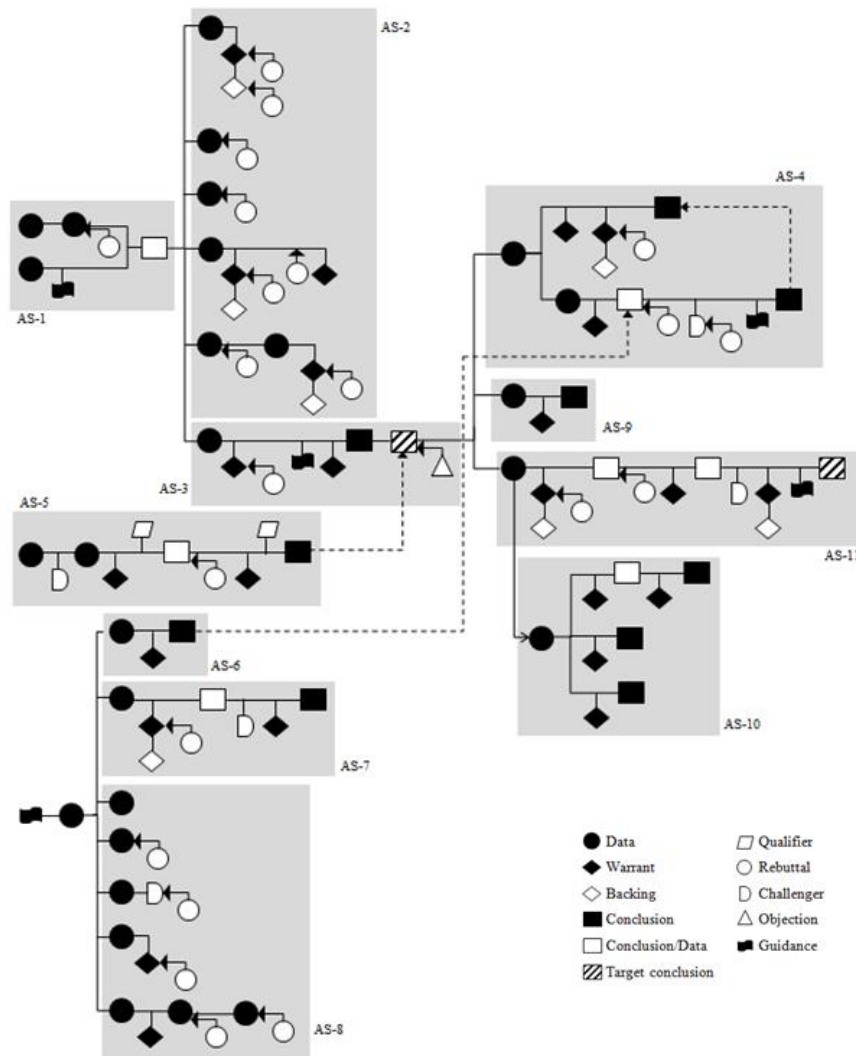 AS-2
AS-4
AS-1
AS-9
AS-3
AS-5
AS-11
AS-6
AS-10
AS-7
Data
Qualifier
Warrant
Rebuttal
Backing
Challenger
Conclusion
Objection
Conclusion/Data
Guidance
Target conclusion
AS-8